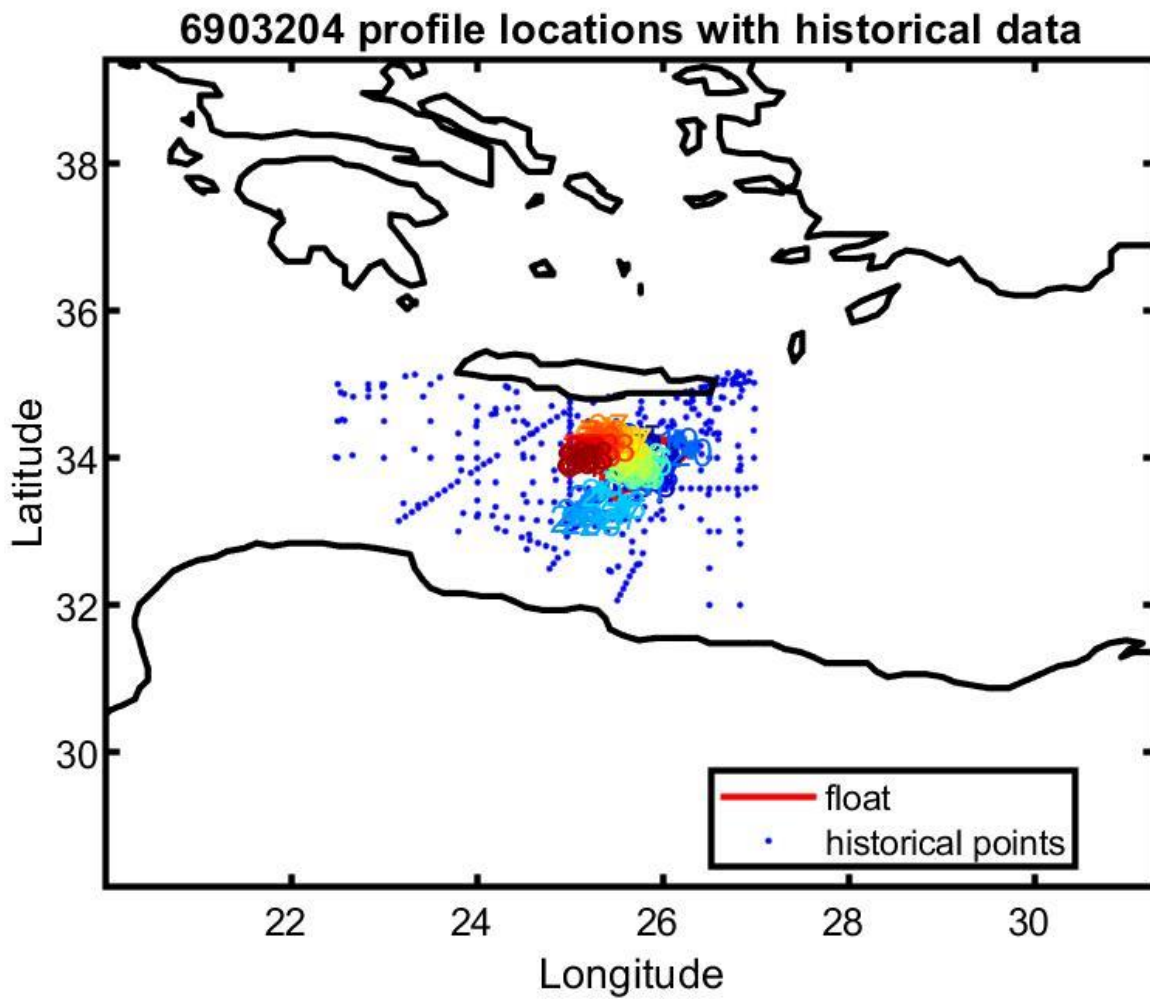 6903204 profile locations with historical data
38
36
34
32
30
Latitude
22 24 26 28 30
Longitude
float
historical points